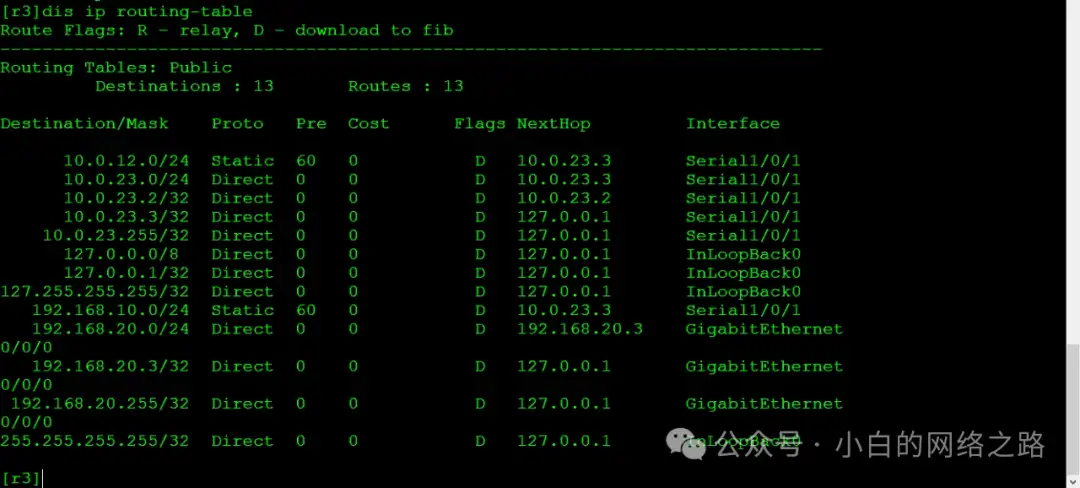 [r3]dis ip routing-table
Route Flags: R - relay, D - download to fib
------------------------------------------------------------------------------
Routing Tables: Public
         Destinations : 13       Routes : 13

Destination/Mask    Proto   Pre  Cost      Flags NextHop         Interface

      10.0.12.0/24  Static  60   0           D   10.0.23.3       Serial1/0/1
      10.0.23.0/24  Direct  0    0           D   10.0.23.3       Serial1/0/1
      10.0.23.2/32  Direct  0    0           D   10.0.23.2       Serial1/0/1
      10.0.23.3/32  Direct  0    0           D   127.0.0.1       Serial1/0/1
    10.0.23.255/32  Direct  0    0           D   127.0.0.1       Serial1/0/1
      127.0.0.0/8   Direct  0    0           D   127.0.0.1       InLoopBack0
      127.0.0.1/32  Direct  0    0           D   127.0.0.1       InLoopBack0
127.255.255.255/32  Direct  0    0           D   127.0.0.1       InLoopBack0
   192.168.10.0/24  Static  60   0           D   10.0.23.3       Serial1/0/1
   192.168.20.0/24  Direct  0    0           D   192.168.20.3    GigabitEthernet
0/0/0
   192.168.20.3/32  Direct  0    0           D   127.0.0.1       GigabitEthernet
0/0/0
 192.168.20.255/32  Direct  0    0           D   127.0.0.1       GigabitEthernet
0/0/0
255.255.255.255/32  Direct  0    0           D   127.0.0.1       InLoopBack0
公众号·小白的网络之路
[r3]